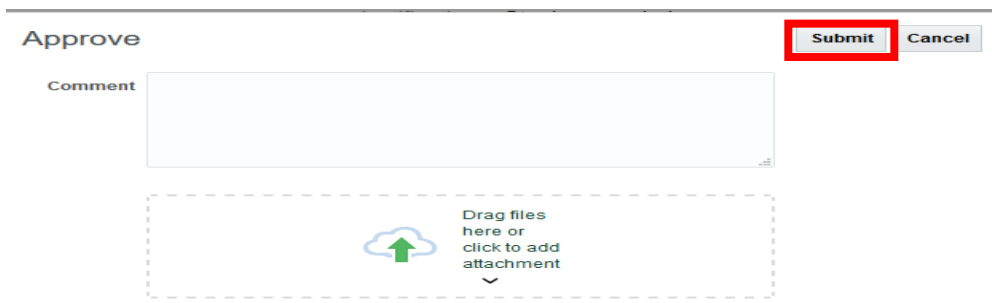 Approve
Submit Cancel
Comment
Drag files
here or
click to add
attachment